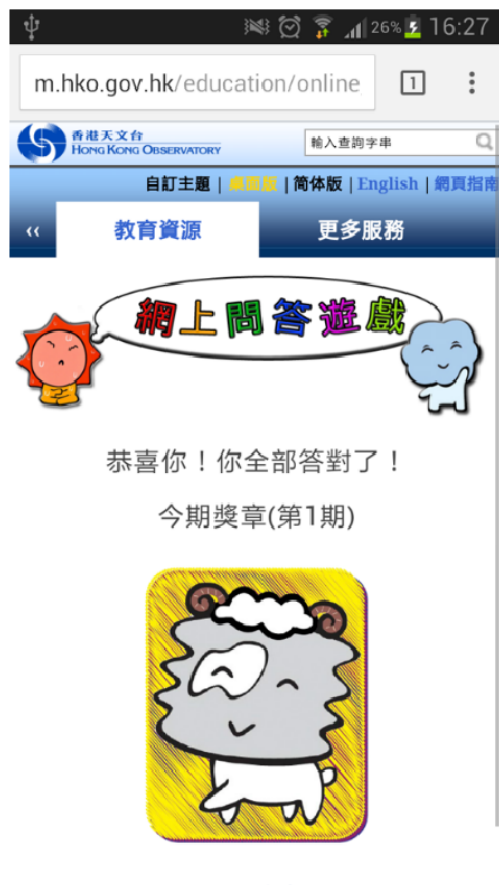 26% 16:27
m.hko.gov.hk/education/online 1
香港天文台
HONG KONG OBSERVATORY
輸入查詢字串
自訂主題 | 桌面版 | 简体版 | English | 網頁指南
‹‹ 教育資源 更多服務
網上問答遊戲
恭喜你！你全部答對了！
今期獎章(第1期)